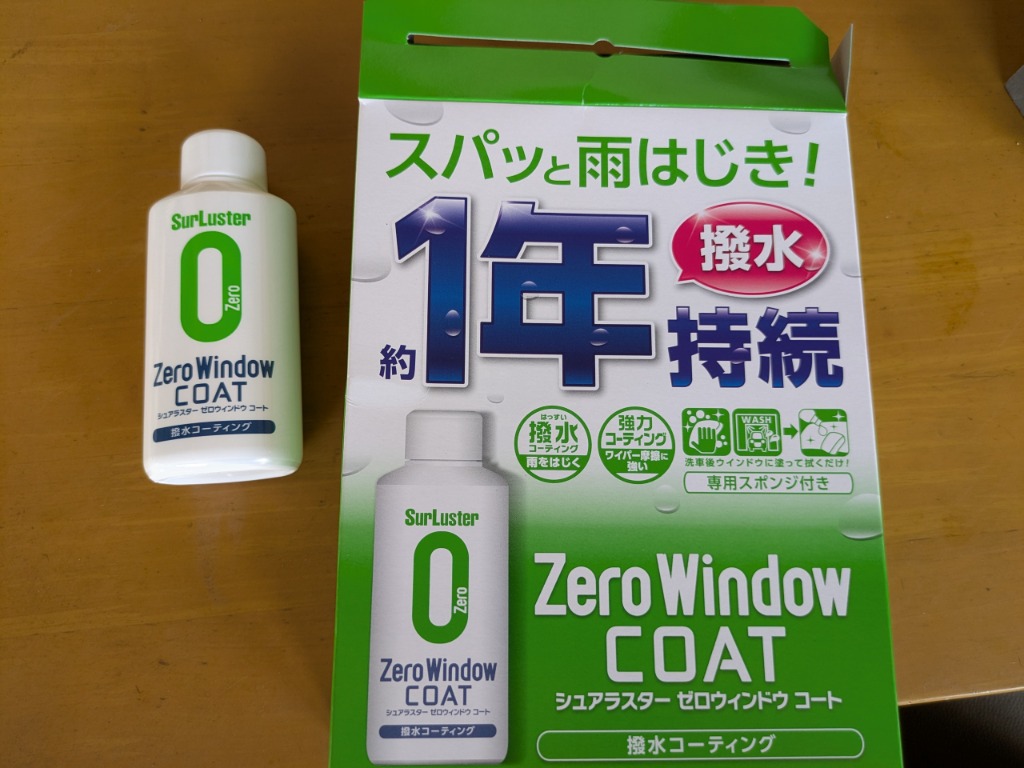 SurLuster
0
Zero
Zero Window
COAT
シュアラスター ゼロウィンドウ コート
撥水コーティング
スパッと雨はじき!
約1年
撥水
持続
はっすい
撥水
コーティング
雨をはじく
強力
コーティング
ワイパー摩擦に
強い
WASH
洗車後ウインドウに塗って拭くだけ!
専用スポンジ付き
SurLuster
0
Zero
Zero Window
COAT
シュアラスター ゼロウィンドウ コート
撥水コーティング
Zero Window
COAT
シュアラスター ゼロウィンドウ コート
撥水コーティング